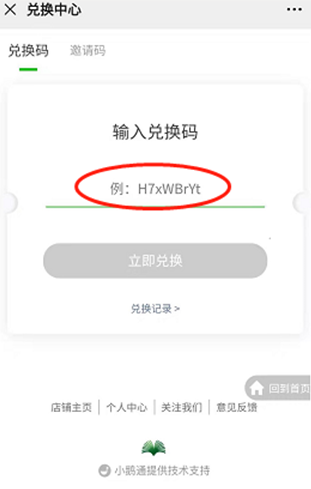 兑换中心
兑换码 邀请码
输入兑换码
例：H7xWBrYt
立即兑换
兑换记录 >
回到首页
店铺主页 个人中心 关注我们 意见反馈
小鹅通提供技术支持